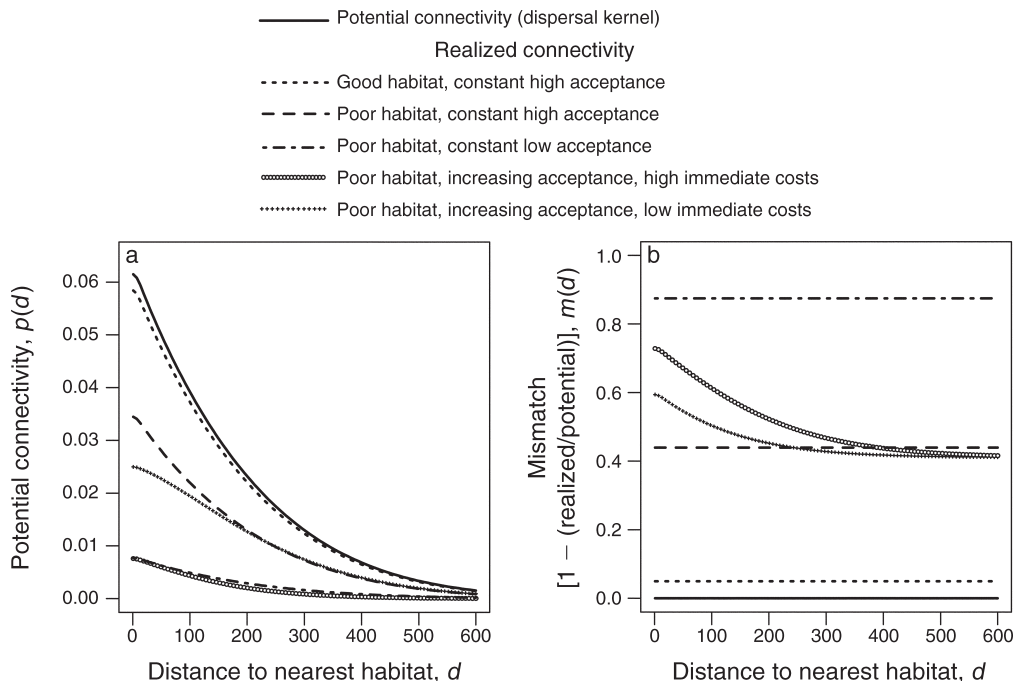 Potential connectivity (dispersal kernel)
Realized connectivity
Good habitat, constant high acceptance
Poor habitat, constant high acceptance
Poor habitat, constant low acceptance
Poor habitat, increasing acceptance, high immediate costs
Poor habitat, increasing acceptance, low immediate costs
a
Potential connectivity, p(d)
0.06
0.05
0.04
0.03
0.02
0.01
0.00
0 100 200 300 400 500 600
Distance to nearest habitat, d
b
Mismatch
[1 − (realized/potential)], m(d)
1.0
0.8
0.6
0.4
0.2
0.0
0 100 200 300 400 500 600
Distance to nearest habitat, d